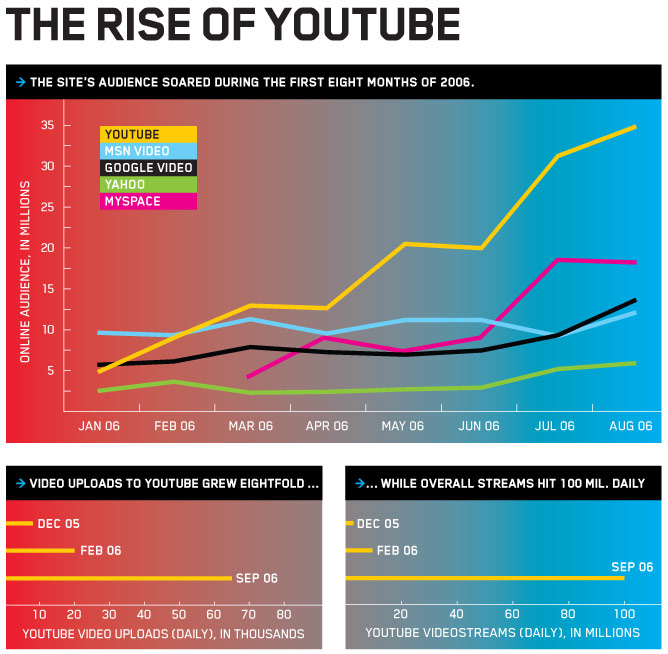 THE RISE OF YOUTUBE
→ THE SITE'S AUDIENCE SOARED DURING THE FIRST EIGHT MONTHS OF 2006.
ONLINE AUDIENCE, IN MILLIONS
35
30
25
20
15
10
5
YOUTUBE
MSN VIDEO
GOOGLE VIDEO
YAHOO
MYSPACE
JAN 06 FEB 06 MAR 06 APR 06 MAY 06 JUN 06 JUL 06 AUG 06
→ VIDEO UPLOADS TO YOUTUBE GREW EIGHTFOLD ...
DEC 05
FEB 06
SEP 06
10 20 30 40 50 60 70 80
YOUTUBE VIDEO UPLOADS (DAILY), IN THOUSANDS
→... WHILE OVERALL STREAMS HIT 100 MIL. DAILY
DEC 05
FEB 06
SEP 06
20 40 60 80 100
YOUTUBE VIDEOSTREAMS (DAILY), IN MILLIONS